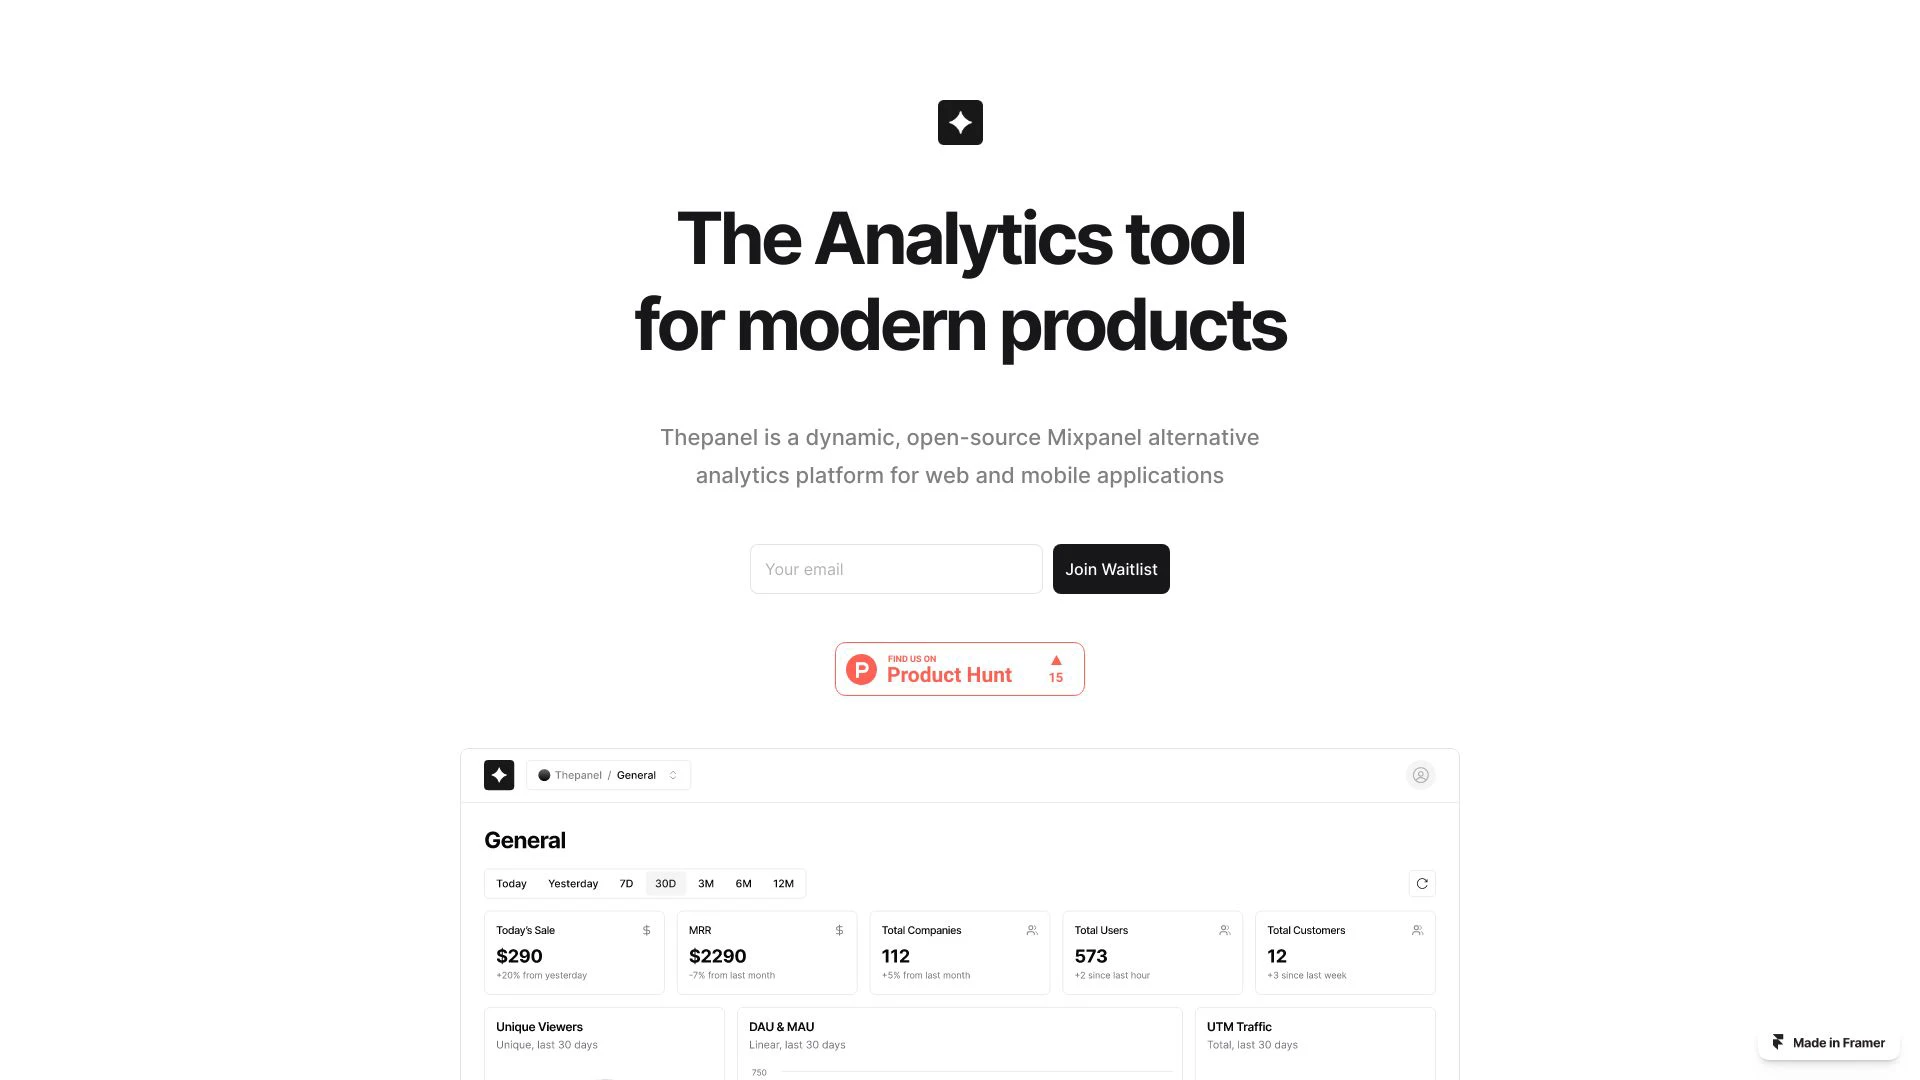 The Analytics tool
for modern products
Thepanel is a dynamic, open-source Mixpanel alternative
analytics platform for web and mobile applications
Your email
Join Waitlist
FIND US ON
Product Hunt
15
Thepanel / General
General
Today Yesterday 7D 30D 3M 6M 12M
Today's Sale $
$290
+20% from yesterday
MRR $
$2290
-7% from last month
Total Companies
112
+5% from last month
Total Users
573
+2 since last hour
Total Customers
12
+3 since last week
Unique Viewers
Unique, last 30 days
DAU & MAU
Linear, last 30 days
750
UTM Traffic
Total, last 30 days
Made in Framer